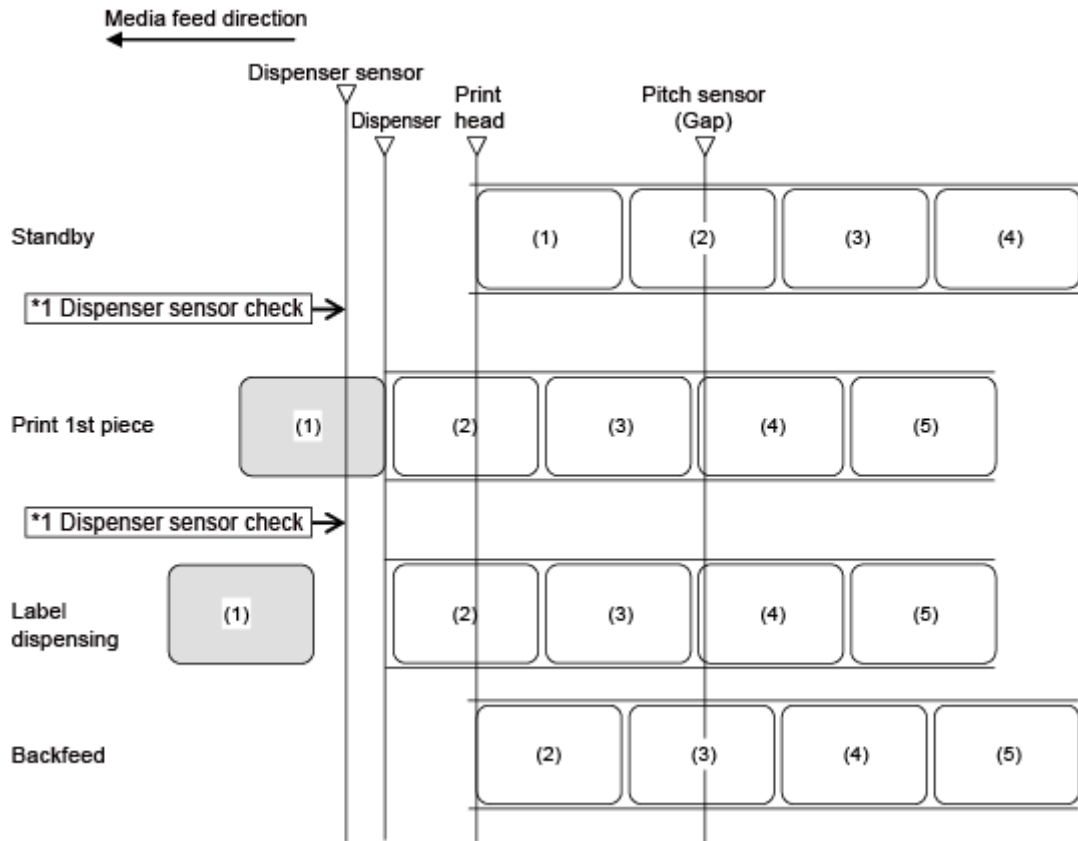 Media feed direction
Dispenser sensor
Dispenser
Print
head
Pitch sensor
(Gap)
Standby
(1)
(2)
(3)
(4)
*1 Dispenser sensor check
Print 1st piece
(1)
(2)
(3)
(4)
(5)
*1 Dispenser sensor check
Label
dispensing
(1)
(2)
(3)
(4)
(5)
Backfeed
(2)
(3)
(4)
(5)